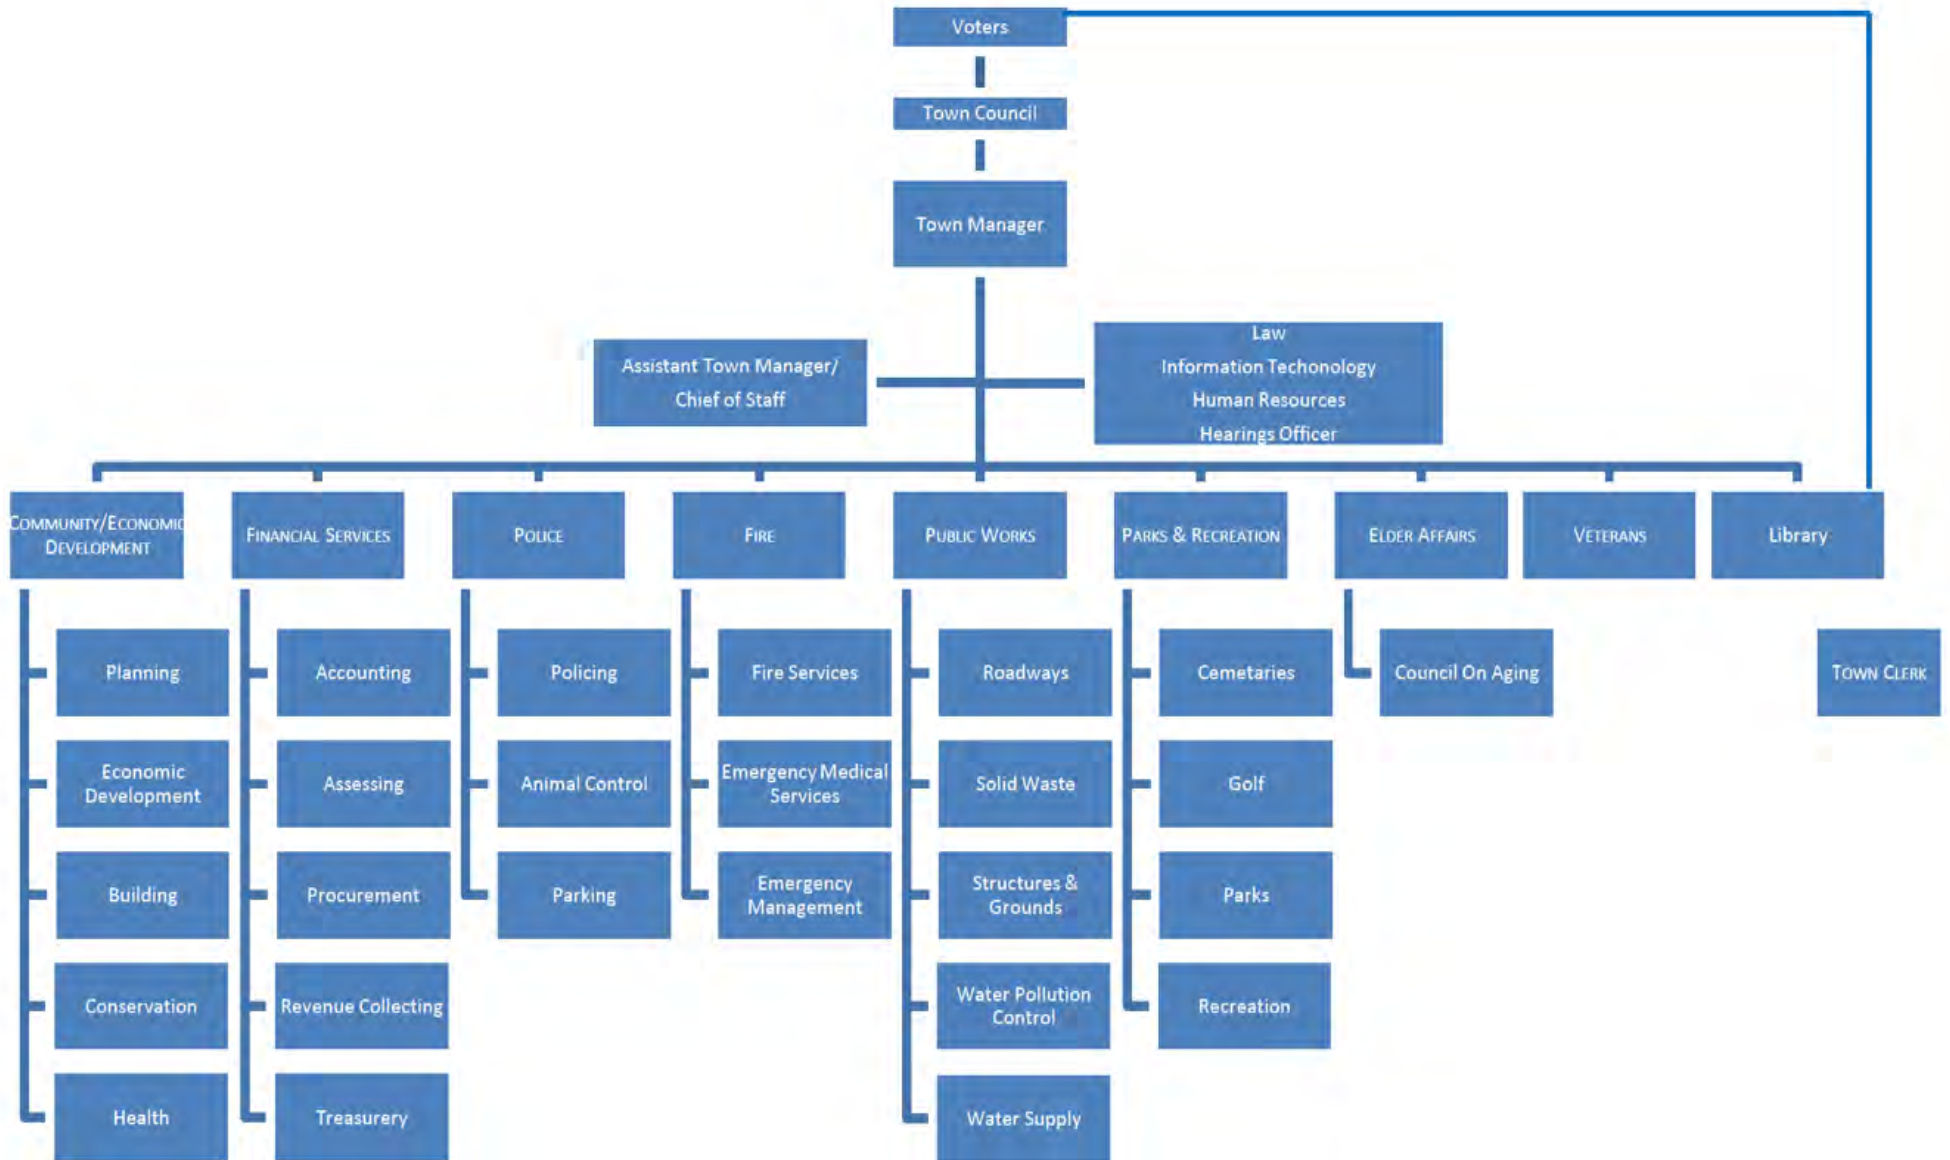 Voters
Town Council
Town Manager
Assistant Town Manager/
Chief of Staff
Law
Information Techonology
Human Resources
Hearings Officer
COMMUNITY/ECONOMIC
DEVELOPMENT
FINANCIAL SERVICES
POLICE
FIRE
PUBLIC WORKS
PARKS & RECREATION
ELDER AFFAIRS
VETERANS
Library
Planning
Accounting
Policing
Fire Services
Roadways
Cemetaries
Council On Aging
TOWN CLERK
Economic
Development
Assessing
Animal Control
Emergency Medical
Services
Solid Waste
Golf
Building
Procurement
Parking
Emergency
Management
Structures &
Grounds
Parks
Conservation
Revenue Collecting
Water Pollution
Control
Recreation
Health
Treasurery
Water Supply